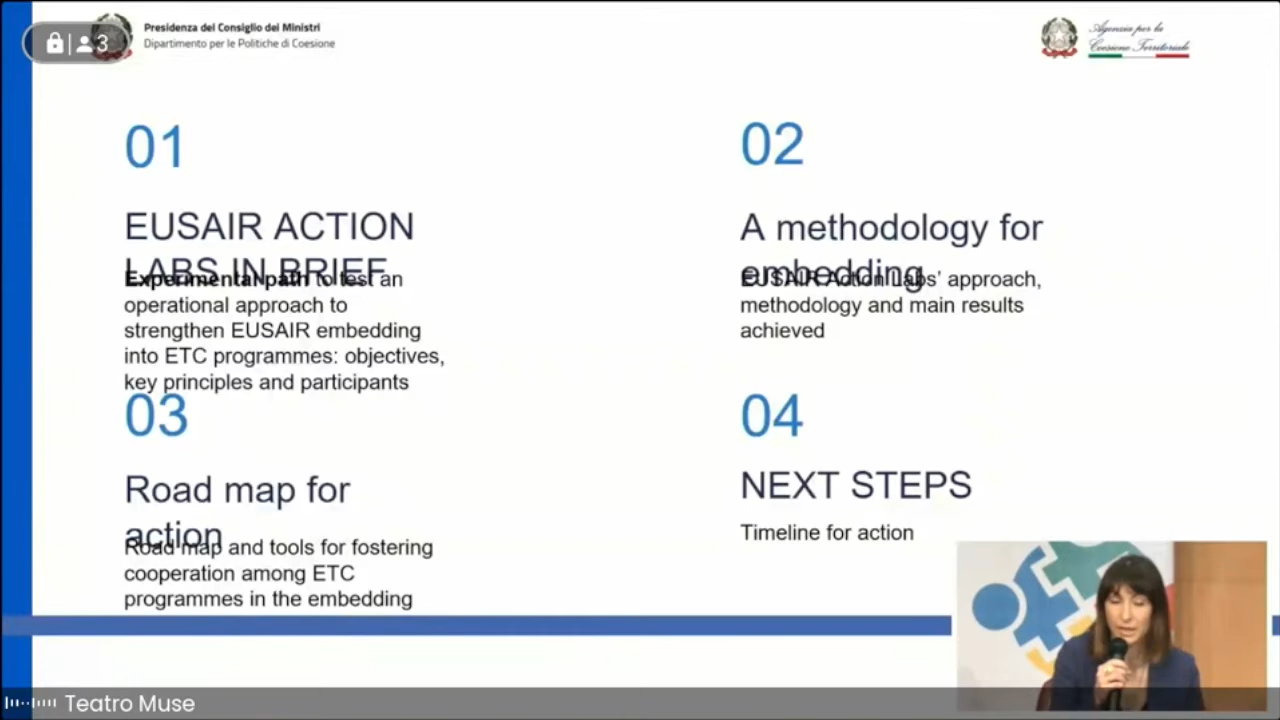 3
Presidenza del Consiglio dei Ministri
Dipartimento per le Politiche di Coesione
Agenzia per la
Coesione Territoriale
01
EUSAIR ACTION
LABS IN BRIEF
Experimental path to test an
operational approach to
strengthen EUSAIR embedding
into ETC programmes: objectives,
key principles and participants
02
A methodology for
embedding
EUSAIR Action Labs’ approach,
methodology and main results
achieved
03
Road map for
action
Road map and tools for fostering
cooperation among ETC
programmes in the embedding
04
NEXT STEPS
Timeline for action
Teatro Muse